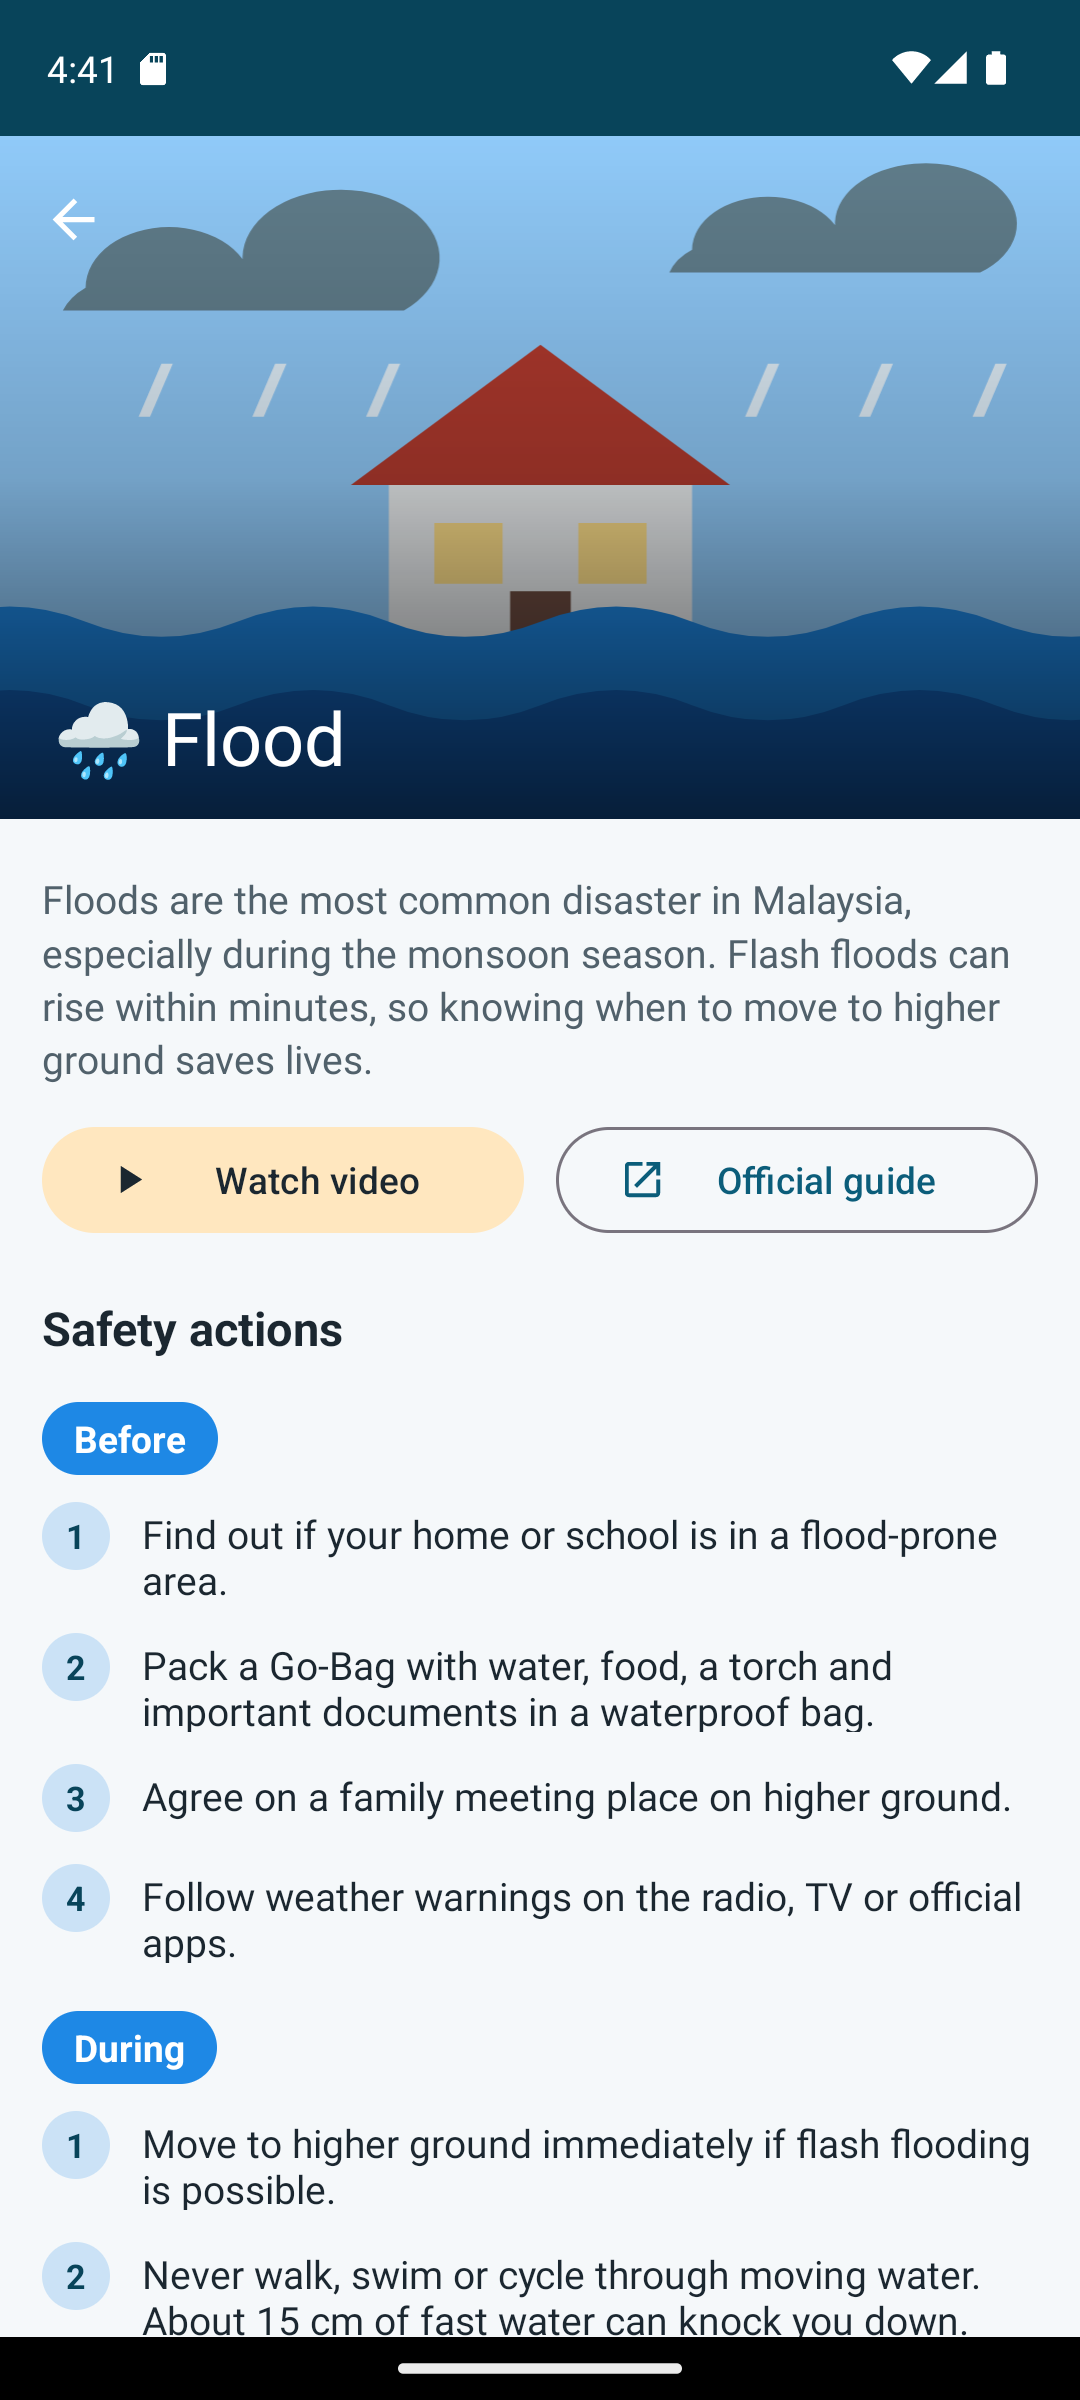 4:41
Flood
Floods are the most common disaster in Malaysia,
especially during the monsoon season. Flash floods can
rise within minutes, so knowing when to move to higher
ground saves lives.
Watch video
Official guide
Safety actions
Before
1 Find out if your home or school is in a flood-prone
area.
2 Pack a Go-Bag with water, food, a torch and
important documents in a waterproof bag.
3 Agree on a family meeting place on higher ground.
4 Follow weather warnings on the radio, TV or official
apps.
During
1 Move to higher ground immediately if flash flooding
is possible.
2 Never walk, swim or cycle through moving water.
About 15 cm of fast water can knock you down.